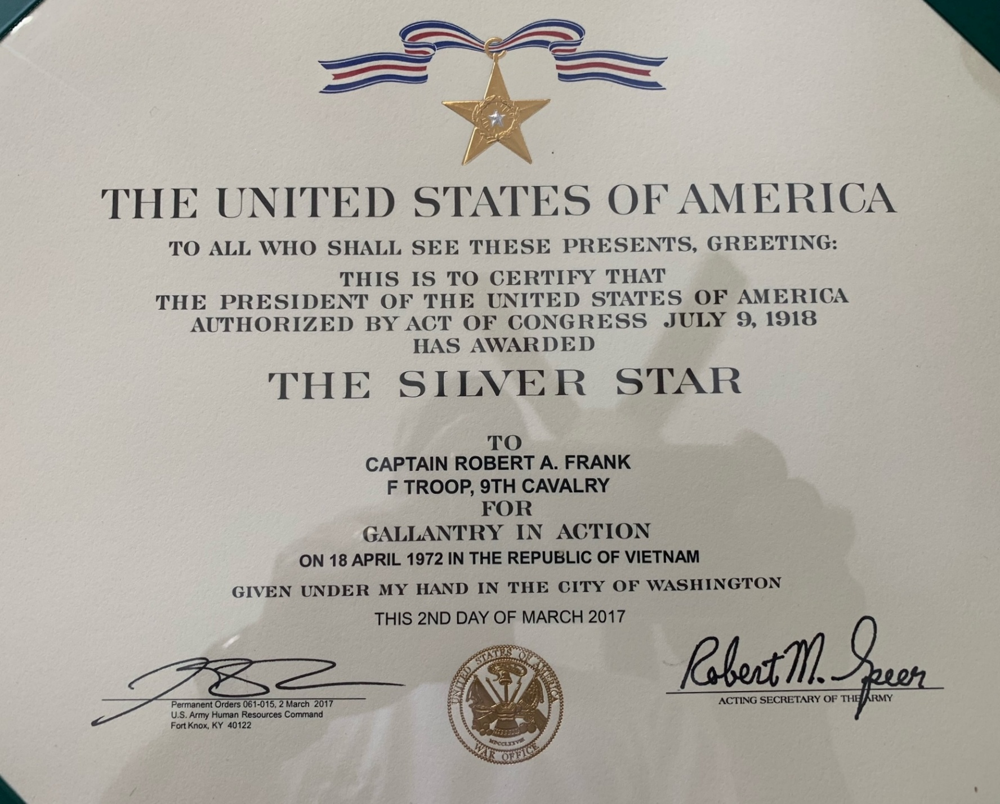 THE UNITED STATES OF AMERICA
TO ALL WHO SHALL SEE THESE PRESENTS, GREETING:
THIS IS TO CERTIFY THAT
THE PRESIDENT OF THE UNITED STATES OF AMERICA
AUTHORIZED BY ACT OF CONGRESS JULY 9, 1918
HAS AWARDED
THE SILVER STAR
TO
CAPTAIN ROBERT A. FRANK
F TROOP, 9TH CAVALRY
FOR
GALLANTRY IN ACTION
ON 18 APRIL 1972 IN THE REPUBLIC OF VIETNAM
GIVEN UNDER MY HAND IN THE CITY OF WASHINGTON
THIS 2ND DAY OF MARCH 2017
Permanent Orders 061-015, 2 March 2017
U.S. Army Human Resources Command
Fort Knox, KY 40122
UNITED STATES OF AMERICA
MDCCLXXVIII
WAR OFFICE
Robert M. Speer
ACTING SECRETARY OF THE ARMY